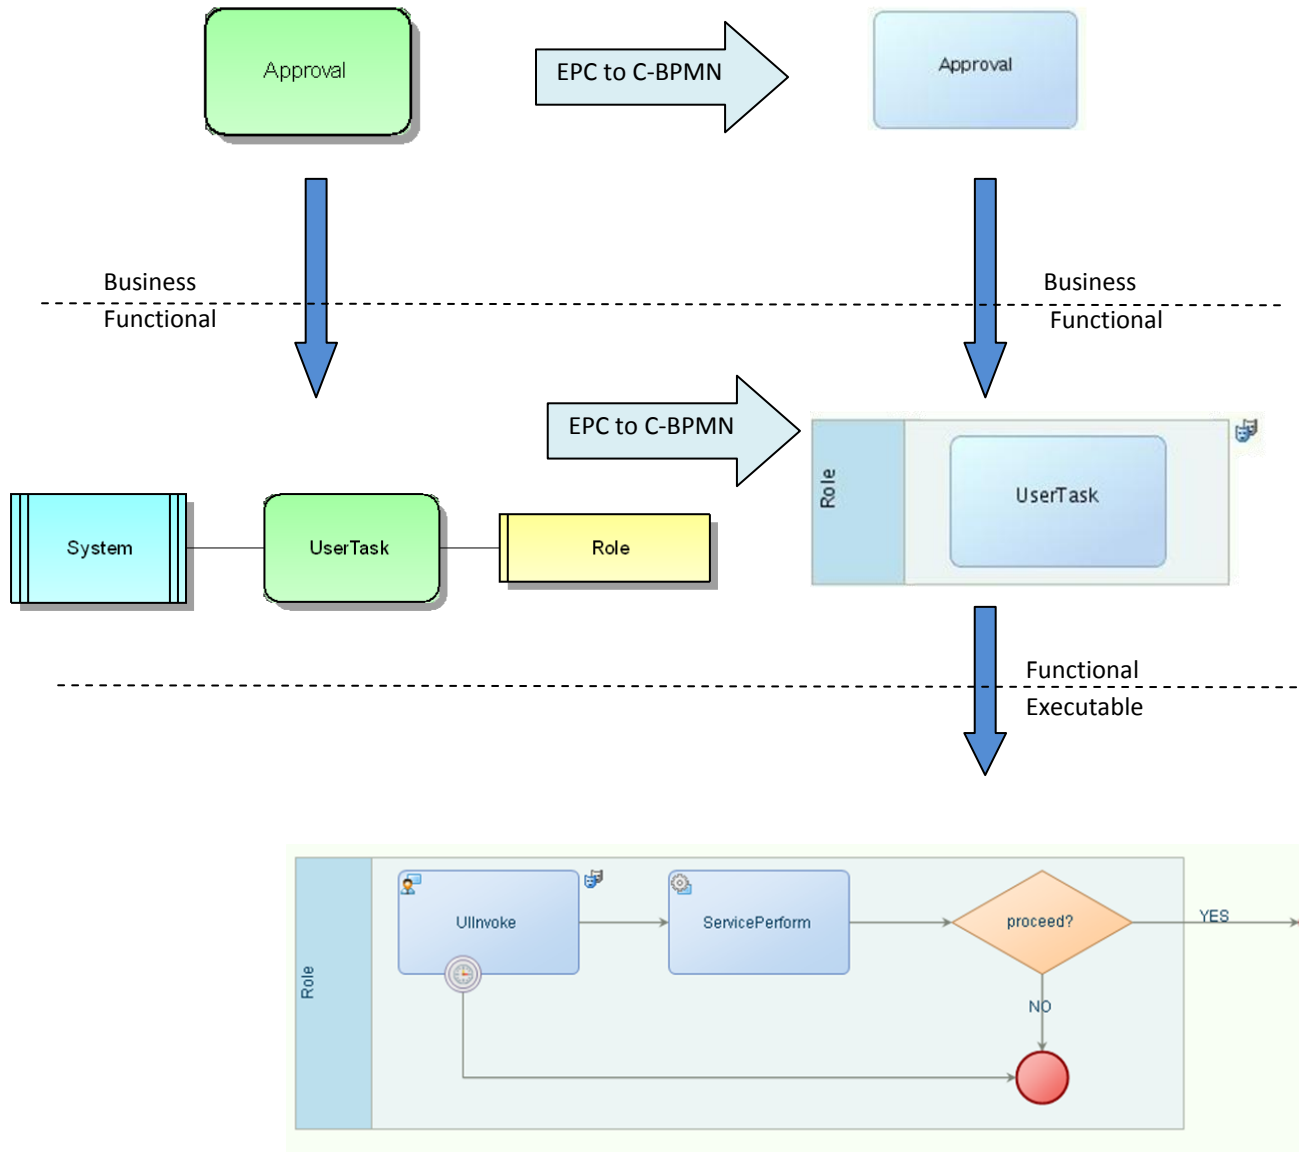 Approval
EPC to C-BPMN
Approval
Business
Functional
Business
Functional
EPC to C-BPMN
Role
UserTask
System
UserTask
Role
Functional
Executable
Role
UIInvoke
ServicePerform
proceed?
YES
NO